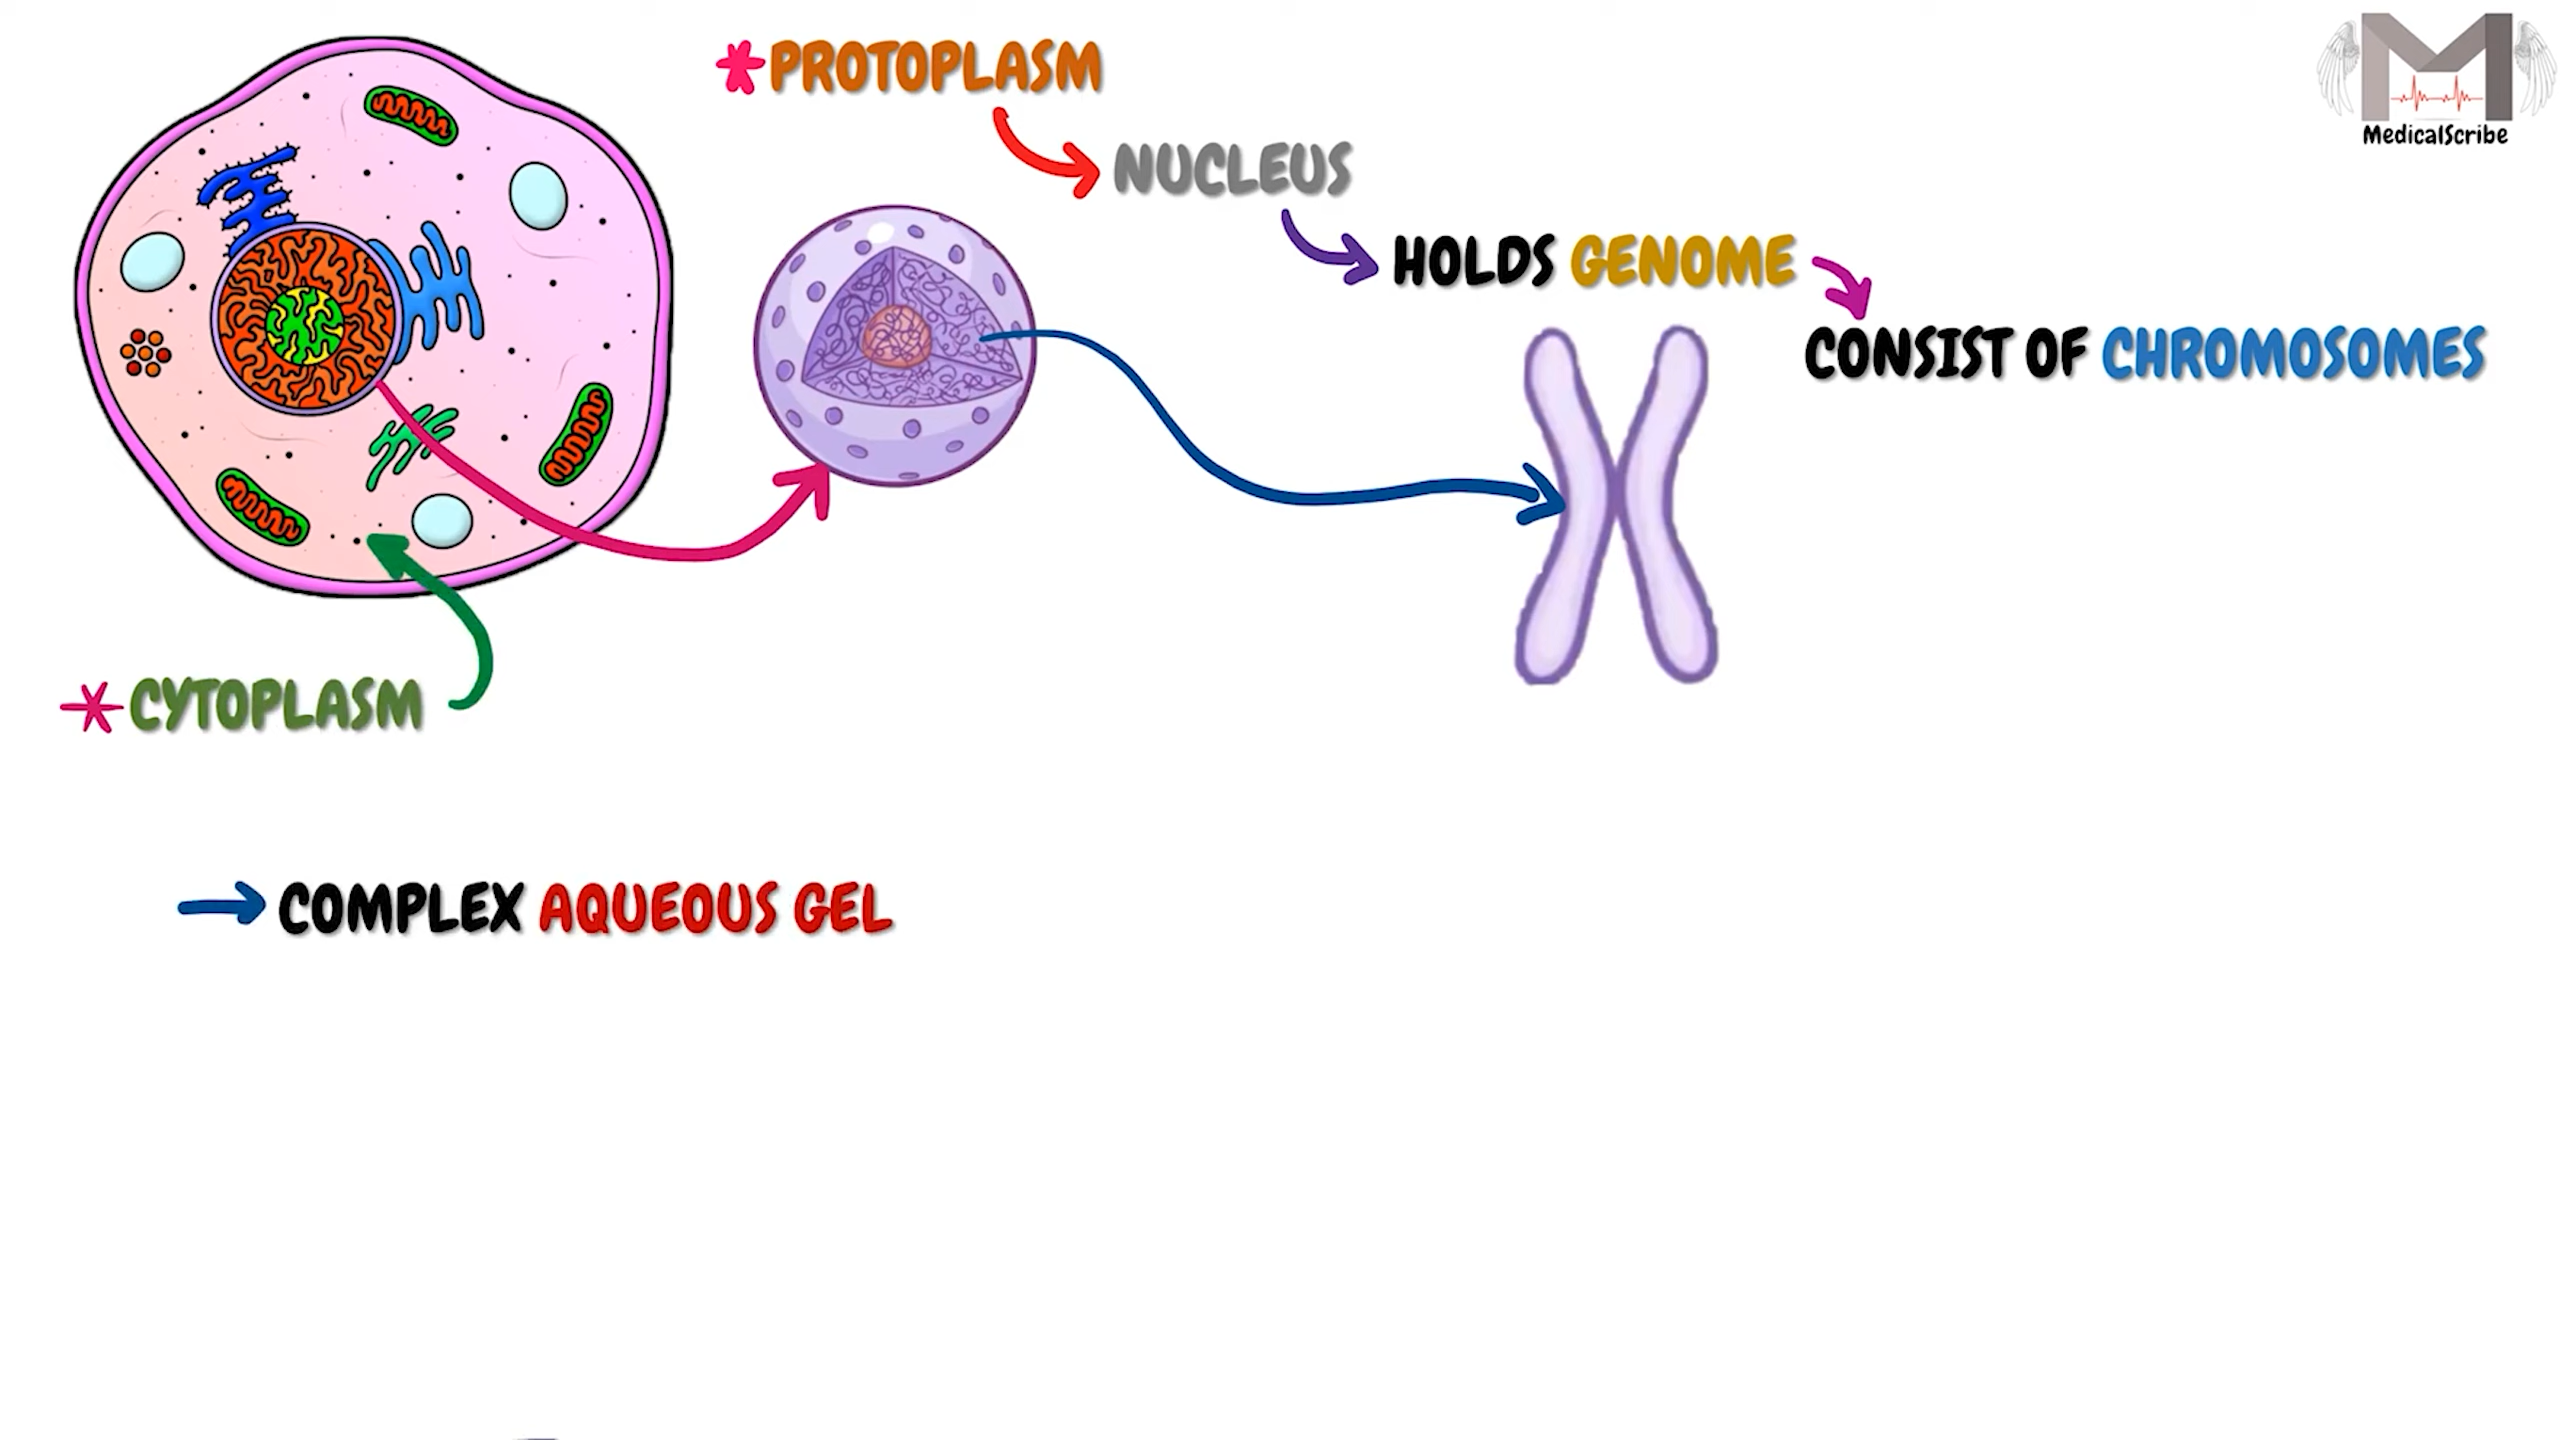 *PROTOPLASM
NUCLEUS
HOLDS GENOME
CONSIST OF CHROMOSOMES
*CYTOPLASM
COMPLEX AQUEOUS GEL
M
MedicalScribe